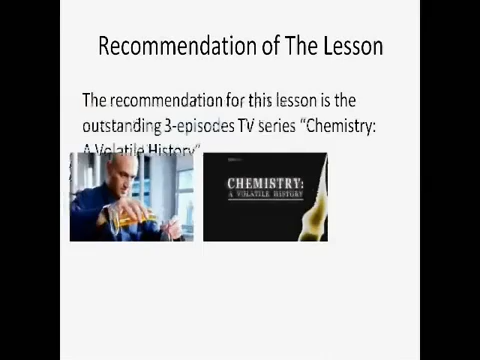 Recommendation of The Lesson
The recommendation for this lesson is the
outstanding 3-episodes TV series “Chemistry:
A Volatile History”
CHEMISTRY:
A VOLATILE HISTORY